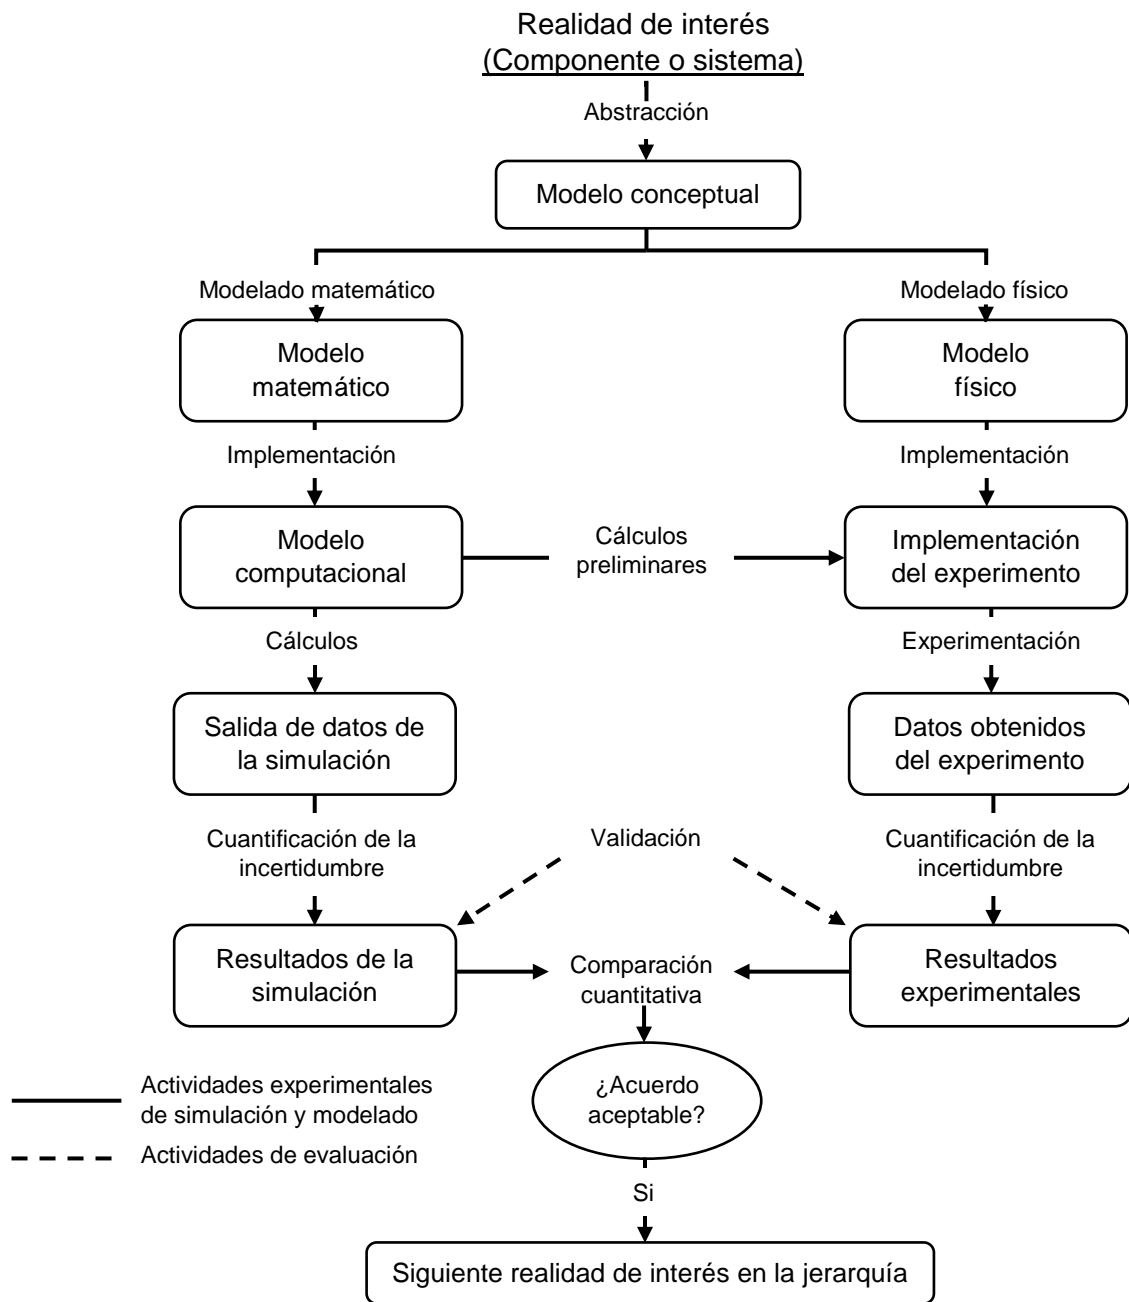 Realidad de interés
(Componente o sistema)
Abstracción
Modelo conceptual
Modelado matemático
Modelado físico
Modelo
matemático
Modelo
físico
Implementación
Implementación
Modelo
computacional
Cálculos
preliminares
Implementación
del experimento
Cálculos
Experimentación
Salida de datos de
la simulación
Datos obtenidos
del experimento
Cuantificación de la
incertidumbre
Validación
Cuantificación de la
incertidumbre
Resultados de la
simulación
Comparación
cuantitativa
Resultados
experimentales
¿Acuerdo
aceptable?
Actividades experimentales
de simulación y modelado
Actividades de evaluación
Si
Siguiente realidad de interés en la jerarquía